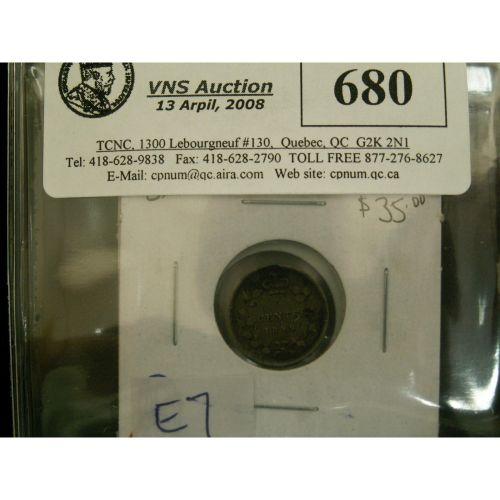 VNS Auction
13 Arpil, 2008
680
TCNC, 1300 Lebourgneuf #130, Quebec, QC G2K 2N1
Tel: 418-628-9838 Fax: 418-628-2790 TOLL FREE 877-276-8627
E-Mail: cpnum@qc.aira.com Web site: cpnum.qc.ca
$35.00
CENTS
E7